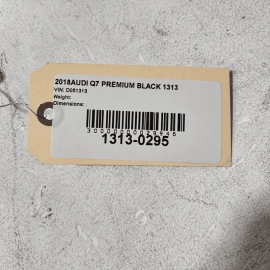 2018AUDI Q7 PREMIUM BLACK 1313
VIN: D051313
Weight:
Dimensions:
1313-0295